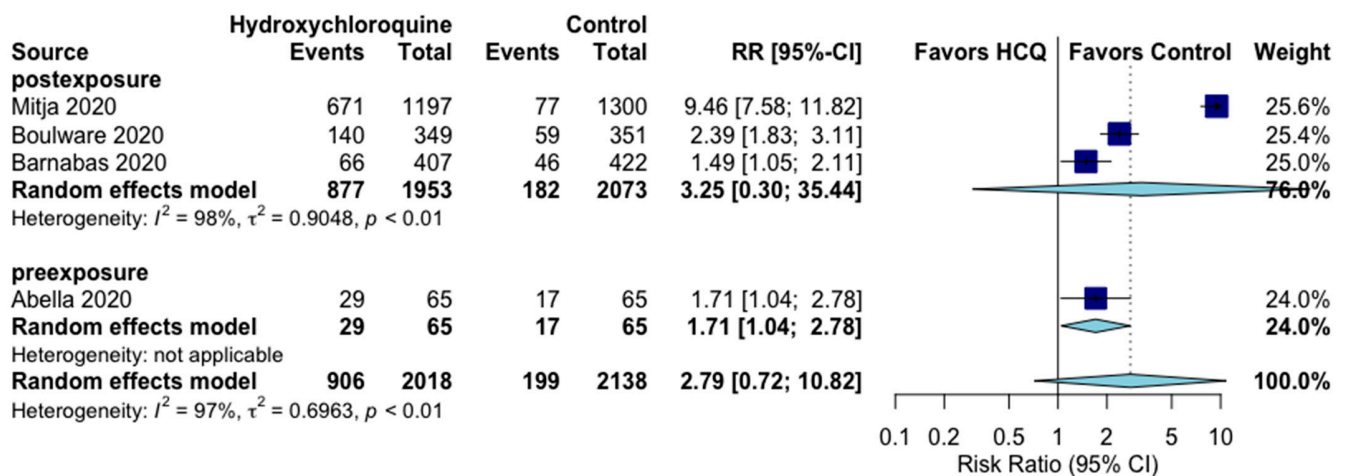 Hydroxychloroquine Control
Source Events Total Events Total RR [95%-CI] Favors HCQ Favors Control Weight
postexposure
Mitja 2020 671 1197 77 1300 9.46 [7.58; 11.82] 25.6%
Boulware 2020 140 349 59 351 2.39 [1.83; 3.11] 25.4%
Barnabas 2020 66 407 46 422 1.49 [1.05; 2.11] 25.0%
Random effects model 877 1953 182 2073 3.25 [0.30; 35.44] 76.0%
Heterogeneity: I² = 98%, τ² = 0.9048, p < 0.01
preexposure
Abella 2020 29 65 17 65 1.71 [1.04; 2.78] 24.0%
Random effects model 29 65 17 65 1.71 [1.04; 2.78] 24.0%
Heterogeneity: not applicable
Random effects model 906 2018 199 2138 2.79 [0.72; 10.82] 100.0%
Heterogeneity: I² = 97%, τ² = 0.6963, p < 0.01
0.1 0.2 0.5 1 2 5 10
Risk Ratio (95% CI)